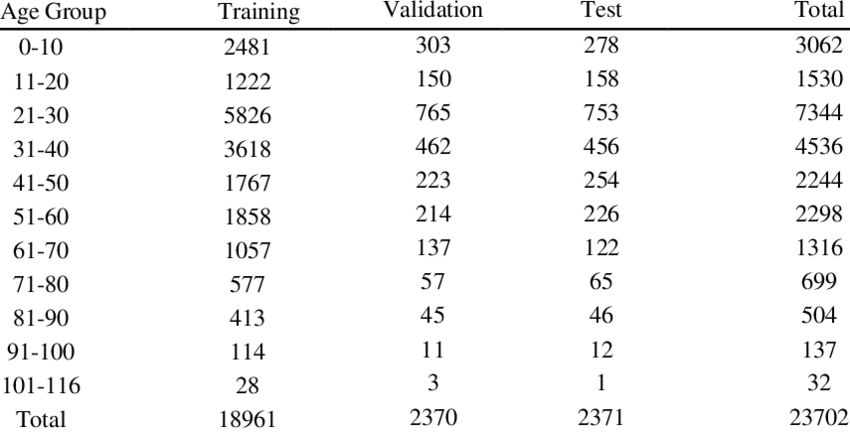 Age Group Training Validation Test Total
0-10 2481 303 278 3062
11-20 1222 150 158 1530
21-30 5826 765 753 7344
31-40 3618 462 456 4536
41-50 1767 223 254 2244
51-60 1858 214 226 2298
61-70 1057 137 122 1316
71-80 577 57 65 699
81-90 413 45 46 504
91-100 114 11 12 137
101-116 28 3 1 32
Total 18961 2370 2371 23702